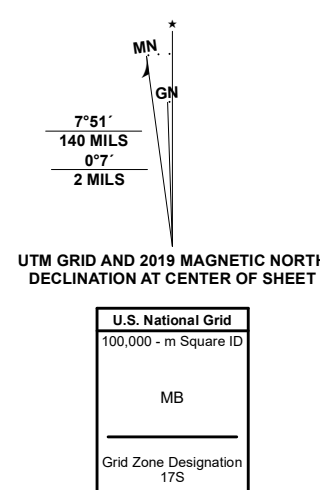 MN
GN
7°51´
140 MILS
0°7´
2 MILS
UTM GRID AND 2019 MAGNETIC NORTH
DECLINATION AT CENTER OF SHEET
U.S. National Grid
100,000 - m Square ID
MB
Grid Zone Designation
17S